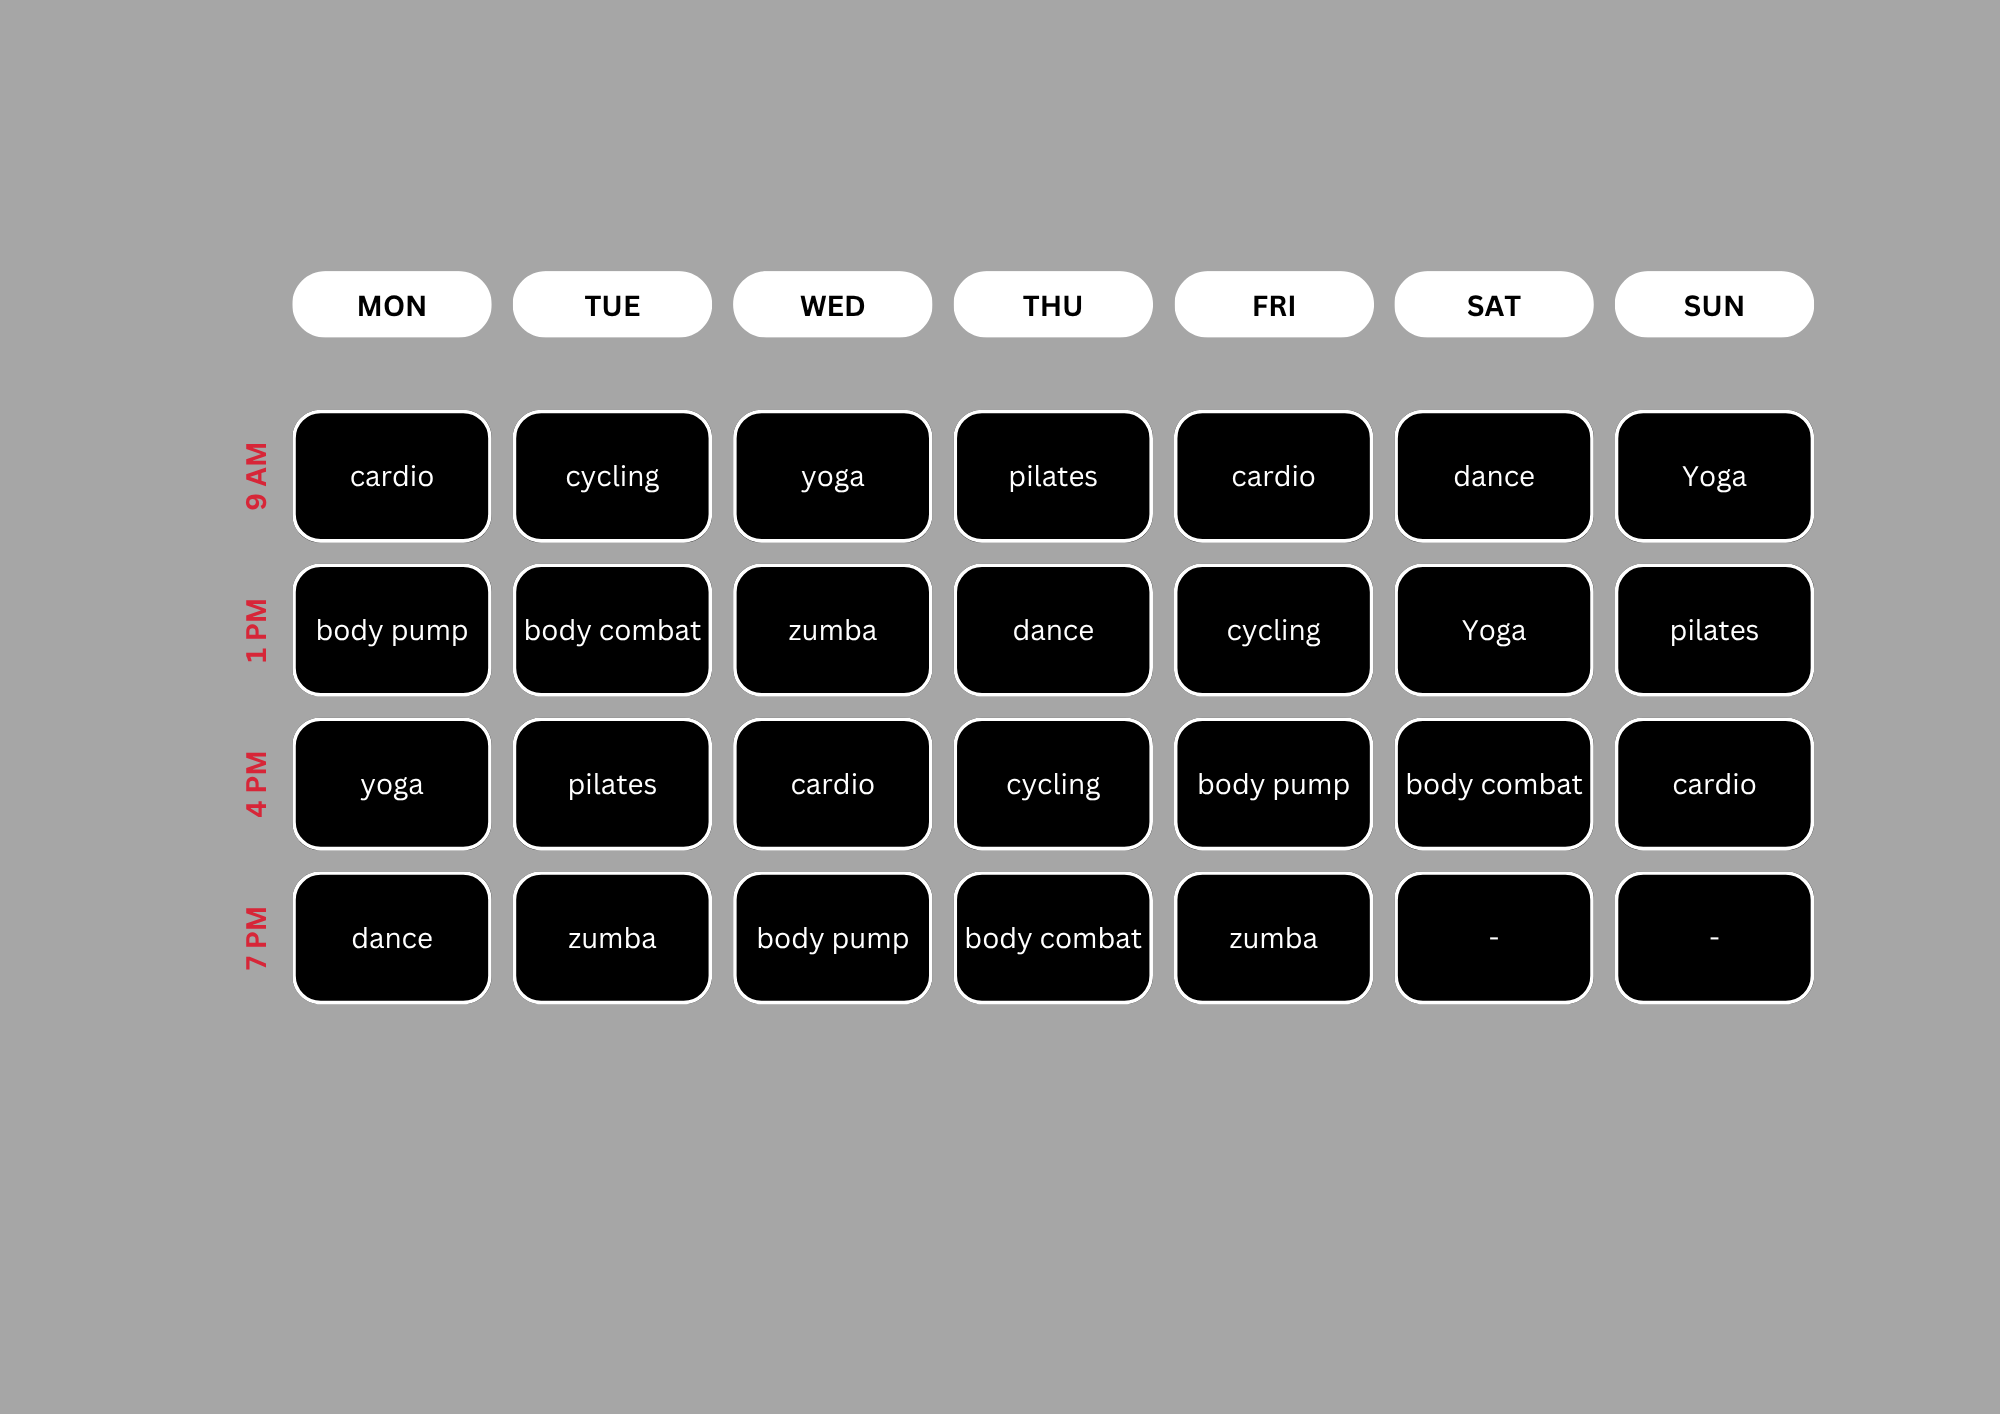 MON TUE WED THU FRI SAT SUN
9 AM cardio cycling yoga pilates cardio dance Yoga
1 PM body pump body combat zumba dance cycling Yoga pilates
4 PM yoga pilates cardio cycling body pump body combat cardio
7 PM dance zumba body pump body combat zumba - -